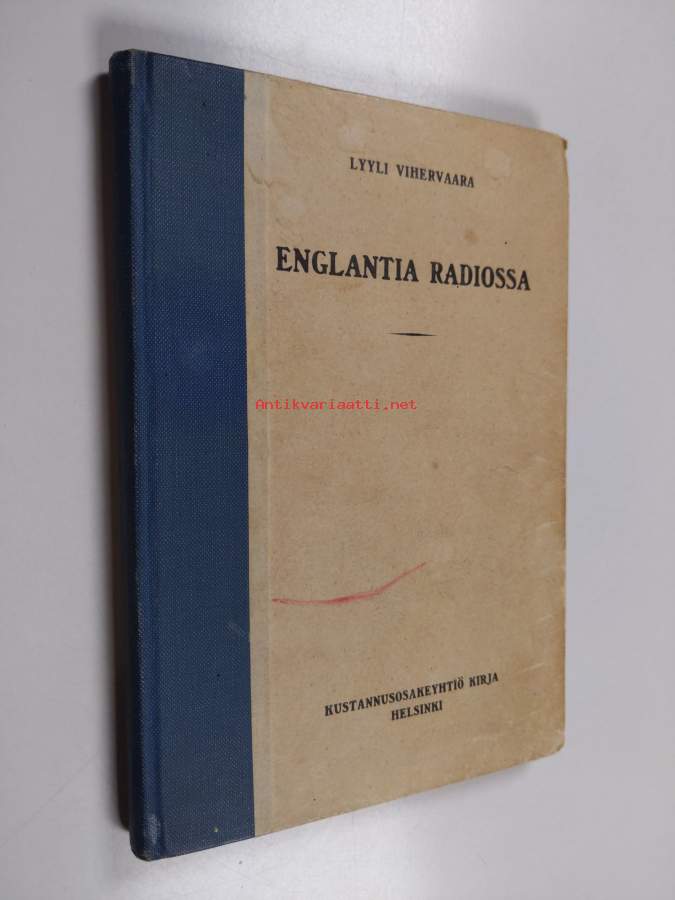 LYYLI VIHERVAARA
ENGLANTIA RADIOSSA
Antikvariaatti.net
KUSTANNUSOSAKEYHTIÖ KIRJA
HELSINKI